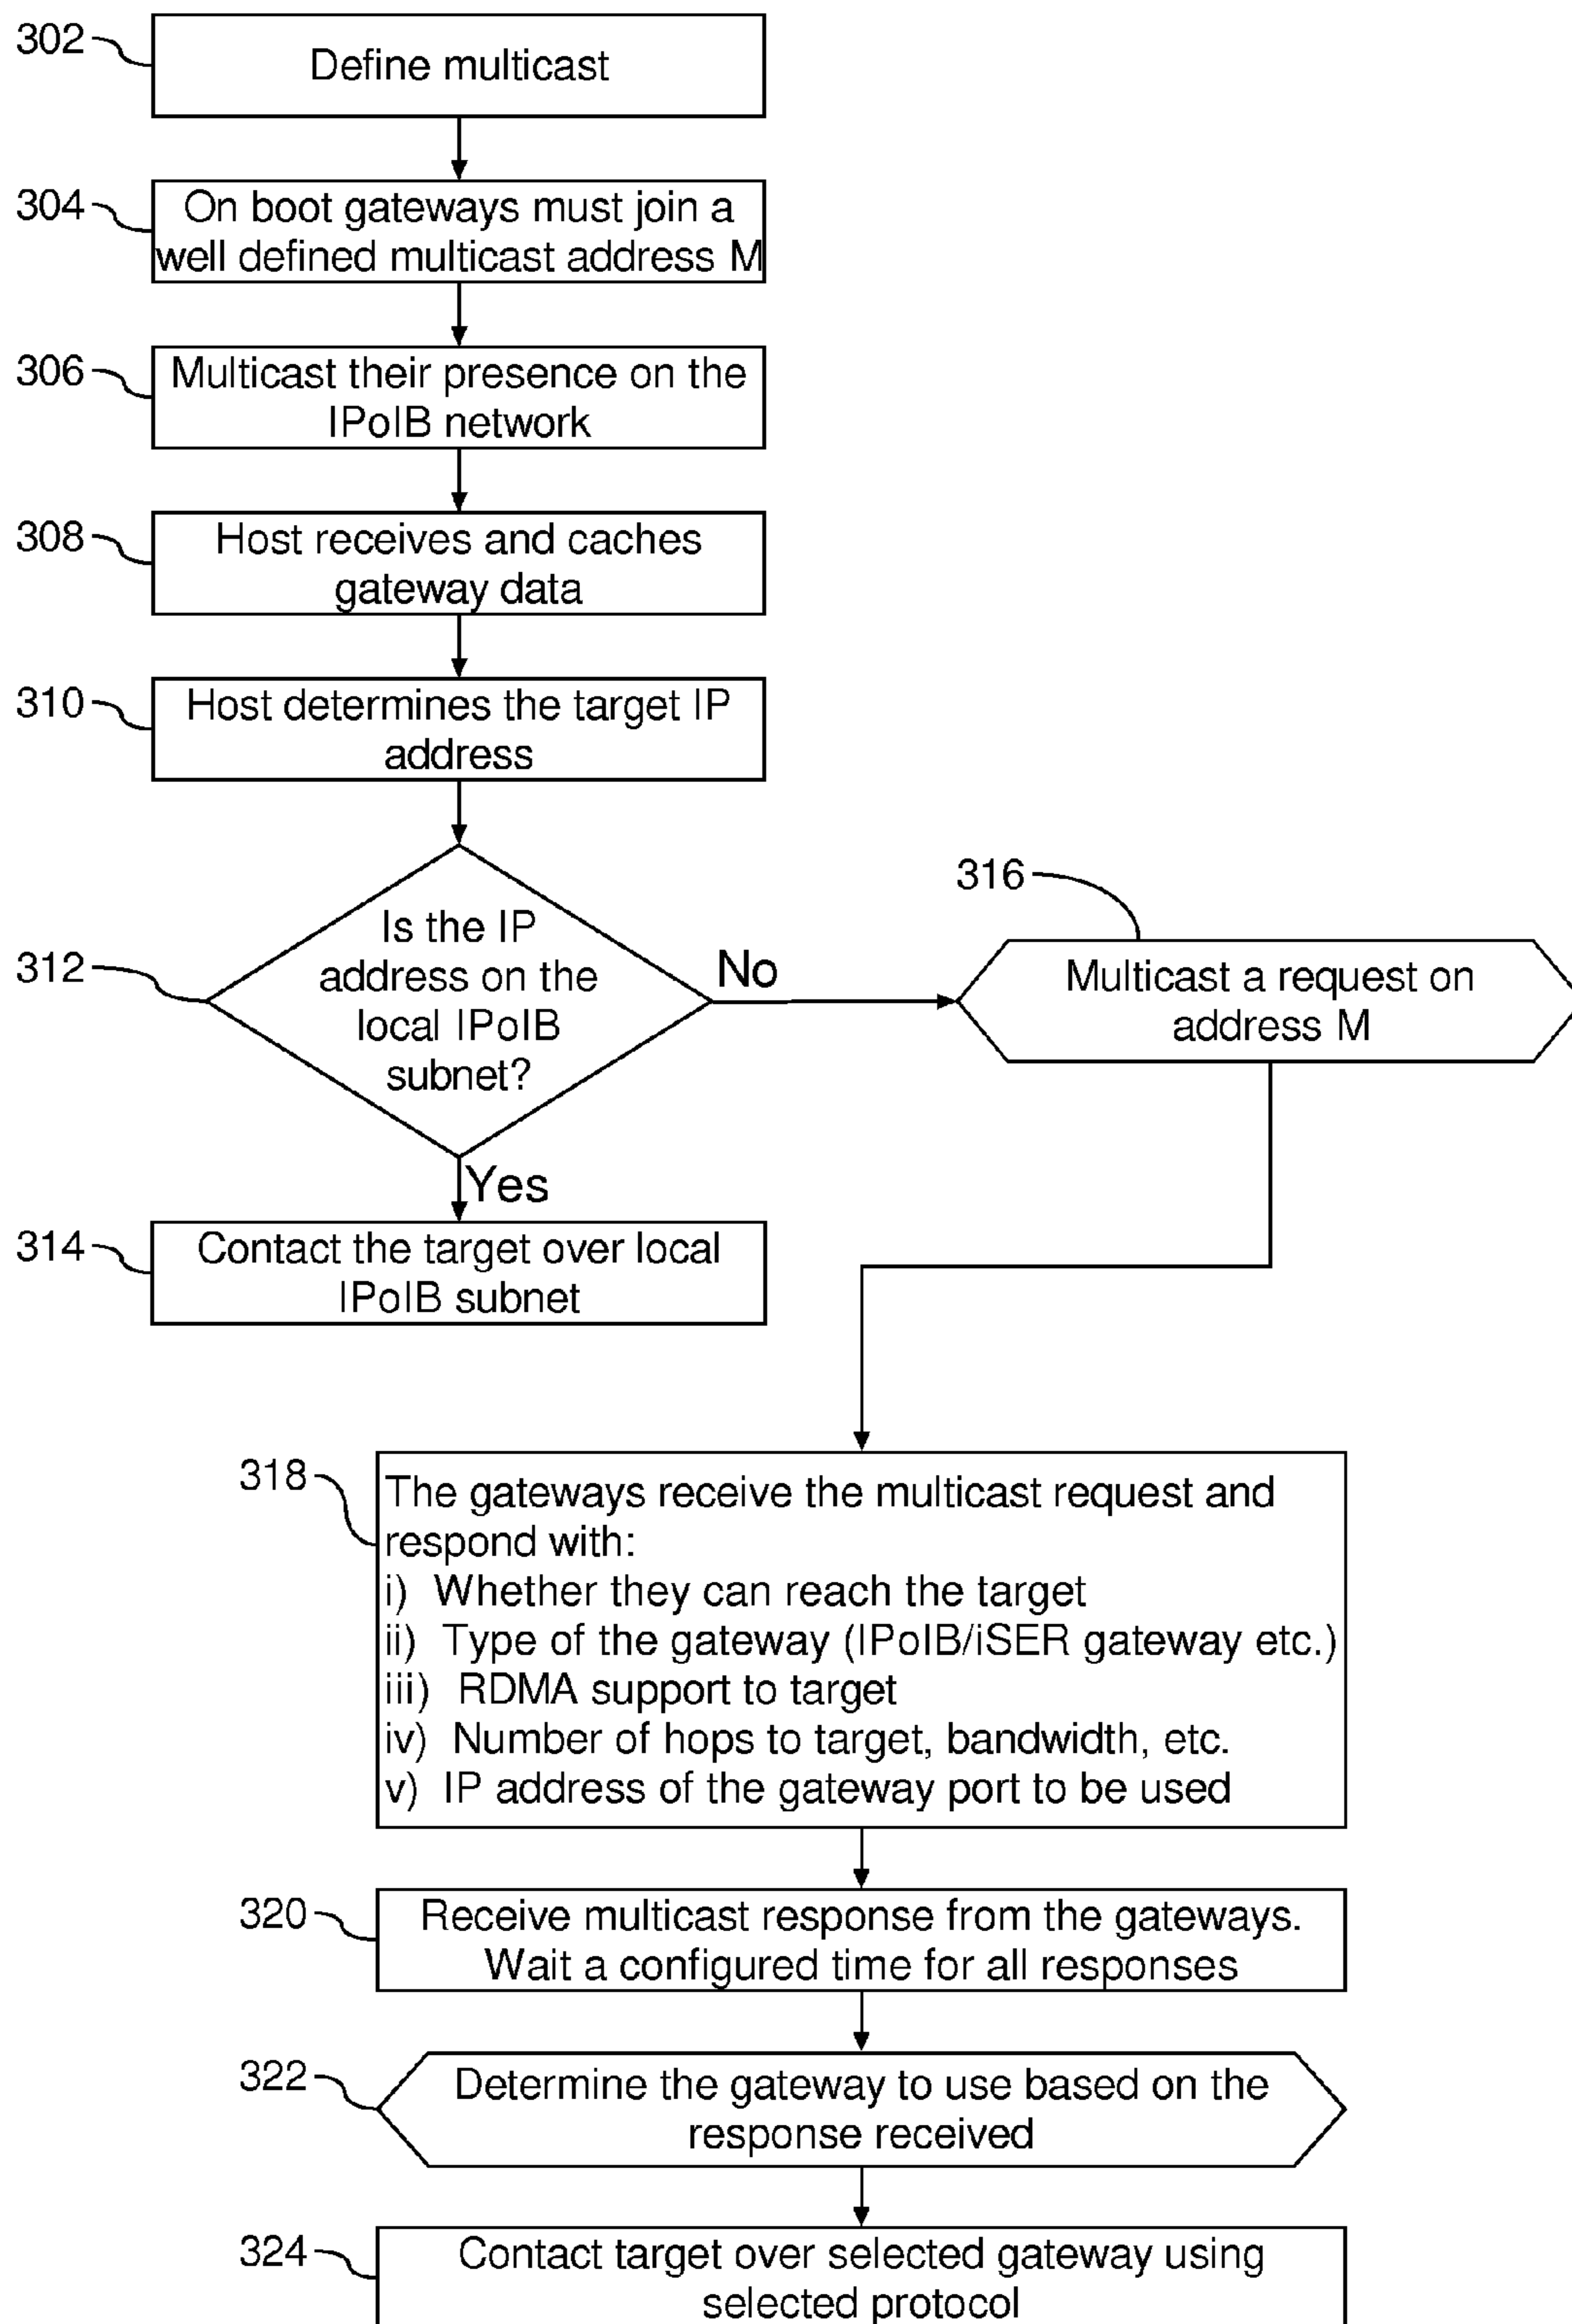 302
Define multicast
304
On boot gateways must join a
well defined multicast address M
306
Multicast their presence on the
IPoIB network
308
Host receives and caches
gateway data
310
Host determines the target IP
address
312
Is the IP
address on the
local IPoIB
subnet?
No
316
Multicast a request on
address M
Yes
314
Contact the target over local
IPoIB subnet
318
The gateways receive the multicast request and
respond with:
i) Whether they can reach the target
ii) Type of the gateway (IPoIB/iSER gateway etc.)
iii) RDMA support to target
iv) Number of hops to target, bandwidth, etc.
v) IP address of the gateway port to be used
320
Receive multicast response from the gateways.
Wait a configured time for all responses
322
Determine the gateway to use based on the
response received
324
Contact target over selected gateway using
selected protocol